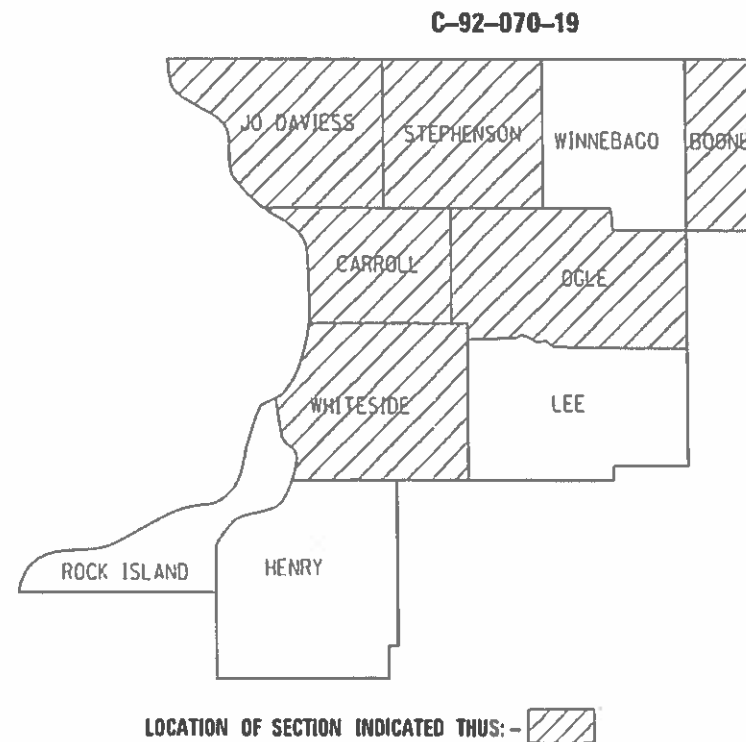 C-92-070-19
JO DAVIESS
STEPHENSON
WINNEBAGO
BOONE
CARROLL
OGLE
WHITESIDE
LEE
ROCK ISLAND
HENRY
LOCATION OF SECTION INDICATED THUS: -